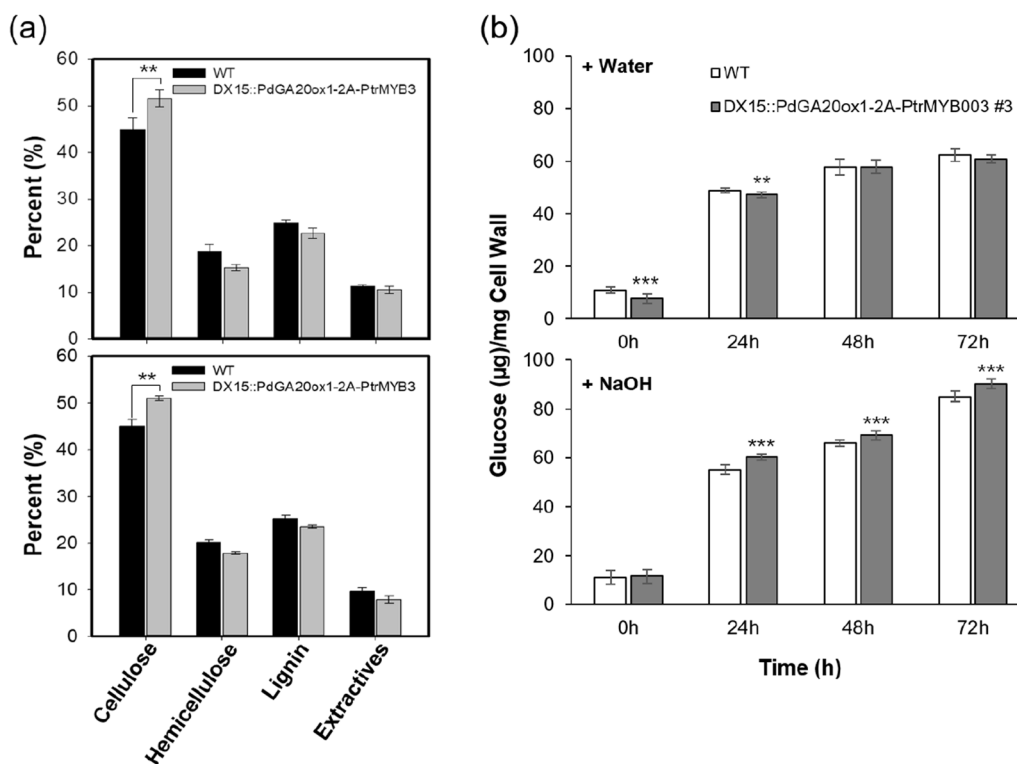 (a)
Percent (%)
60
50
40
30
20
10
0
**
WT
DX15::PdGA20ox1-2A-PtrMYB3
Percent (%)
60
50
40
30
20
10
0
**
WT
DX15::PdGA20ox1-2A-PtrMYB3
Cellulose
Hemicellulose
Lignin
Extractives
(b)
Glucose (µg)/mg Cell Wall
100
80
60
40
20
0
+ Water
WT
DX15::PdGA20ox1-2A-PtrMYB003 #3
***
**
0h
24h
48h
72h
100
80
60
40
20
0
+ NaOH
***
***
***
0h
24h
48h
72h
Time (h)